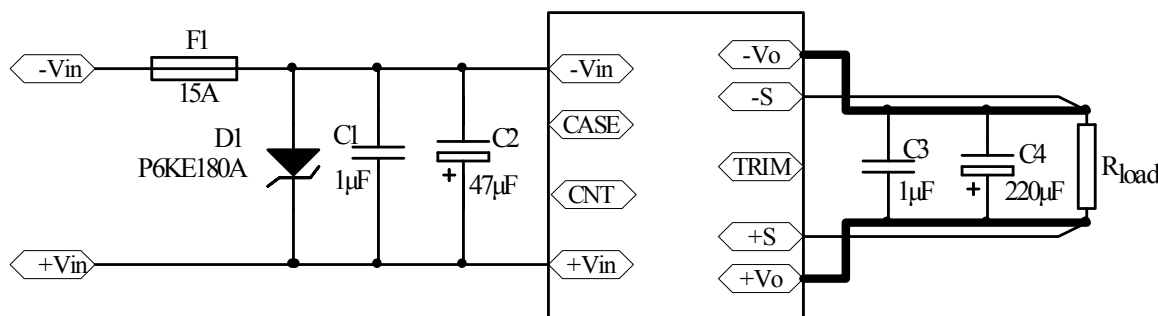 F1
-Vin
15A
-Vin
-Vo
-S
D1
P6KE180A
C1
1μF
C2
+
47μF
CASE
CNT
TRIM
C3
1μF
C4
+
220μF
Rload
+Vin
+Vin
+S
+Vo